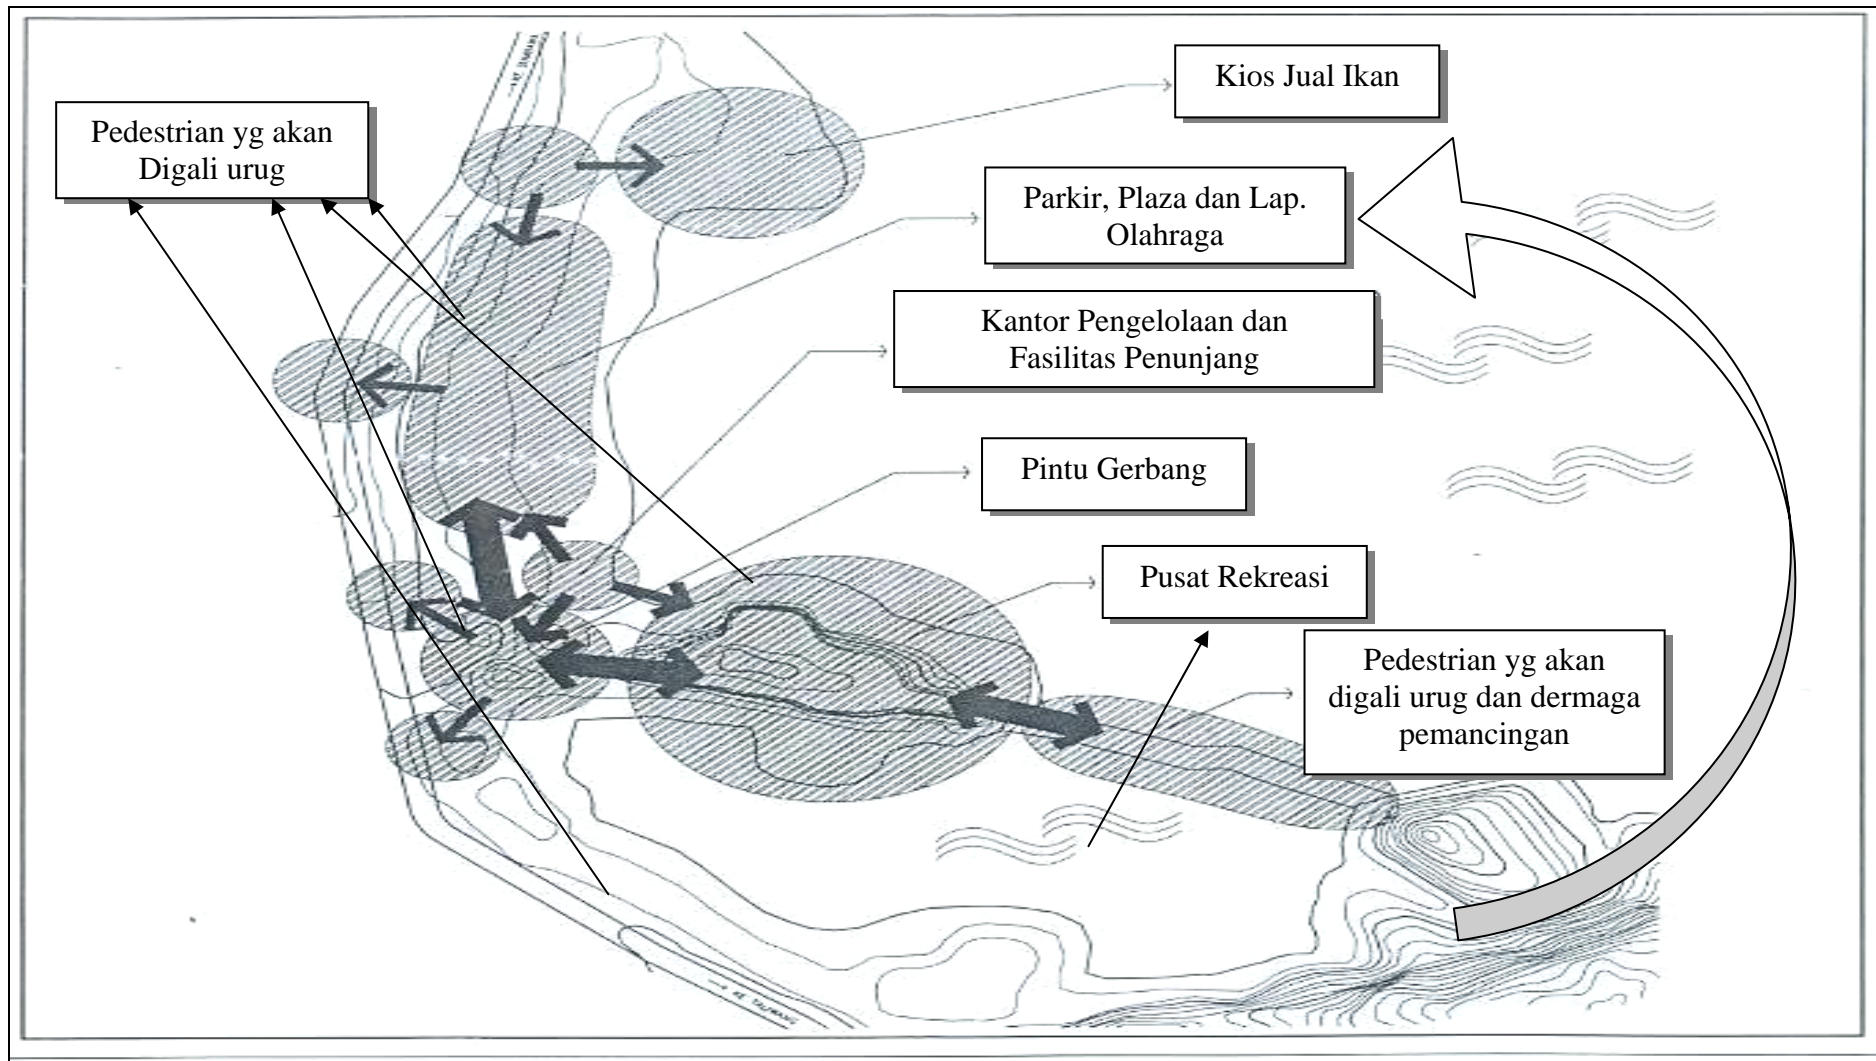 Kios Jual Ikan
Pedestrian yg akan
Digali urug
Parkir, Plaza dan Lap.
Olahraga
Kantor Pengelolaan dan
Fasilitas Penunjang
Pintu Gerbang
Pusat Rekreasi
Pedestrian yg akan
digali urug dan dermaga
pemancingan
KE